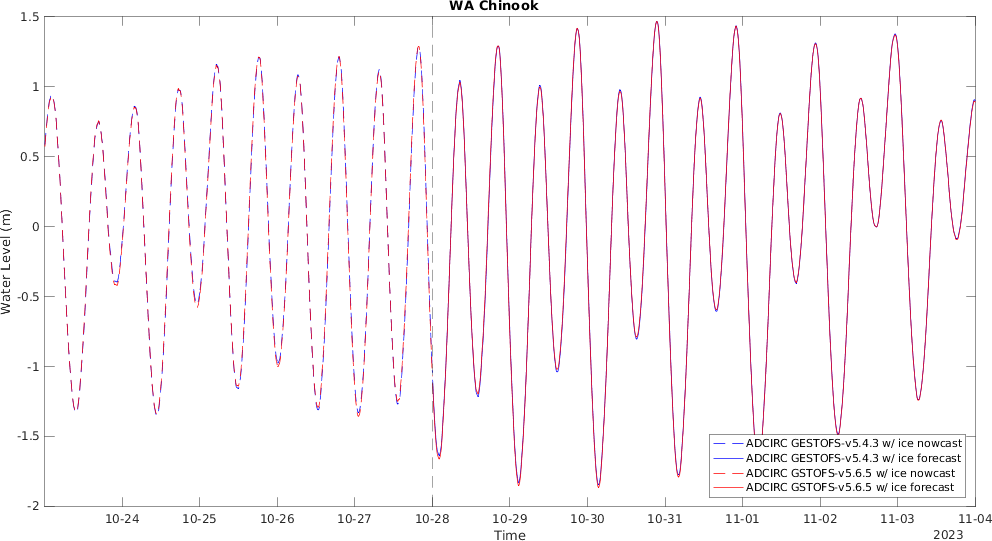 WA Chinook
1.5
1
0.5
0
-0.5
-1
-1.5
-2
Water Level (m)
10-24 10-25 10-26 10-27 10-28 10-29 10-30 10-31 11-01 11-02 11-03 11-04
Time
2023
ADCIRC GESTOFS-v5.4.3 w/ ice nowcast
ADCIRC GESTOFS-v5.4.3 w/ ice forecast
ADCIRC GSTOFS-v5.6.5 w/ ice nowcast
ADCIRC GSTOFS-v5.6.5 w/ ice forecast